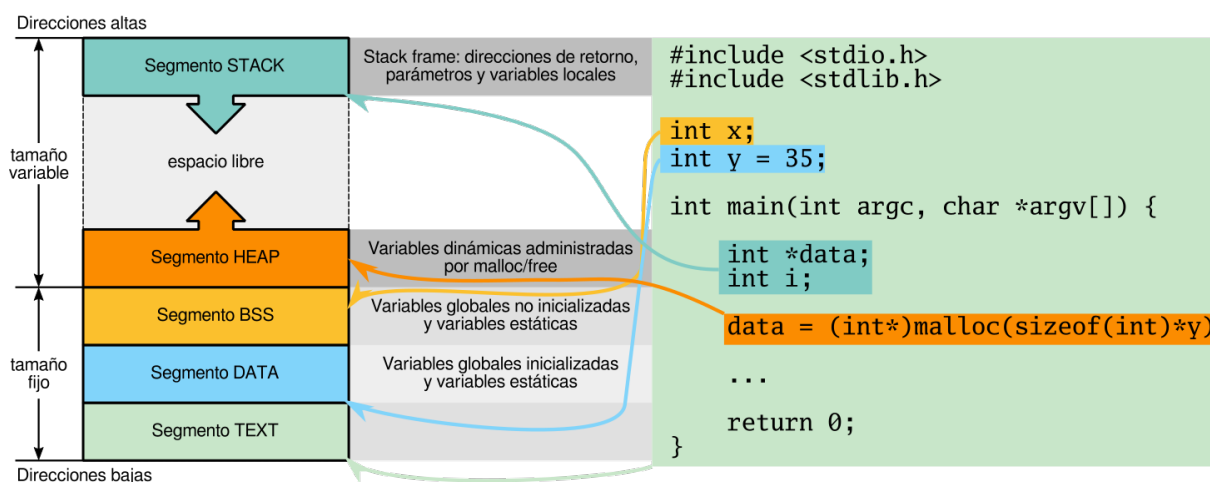 Direcciones altas
Segmento STACK
Stack frame: direcciones de retorno,
parámetros y variables locales
tamaño
variable
espacio libre
Segmento HEAP
Variables dinámicas administradas
por malloc/free
Segmento BSS
Variables globales no inicializadas
y variables estáticas
tamaño
fijo
Segmento DATA
Variables globales inicializadas
y variables estáticas
Segmento TEXT
Direcciones bajas
#include <stdio.h>
#include <stdlib.h>
int x;
int y = 35;
int main(int argc, char *argv[]) {
int *data;
int i;
data = (int*)malloc(sizeof(int)*y)
...
return 0;
}